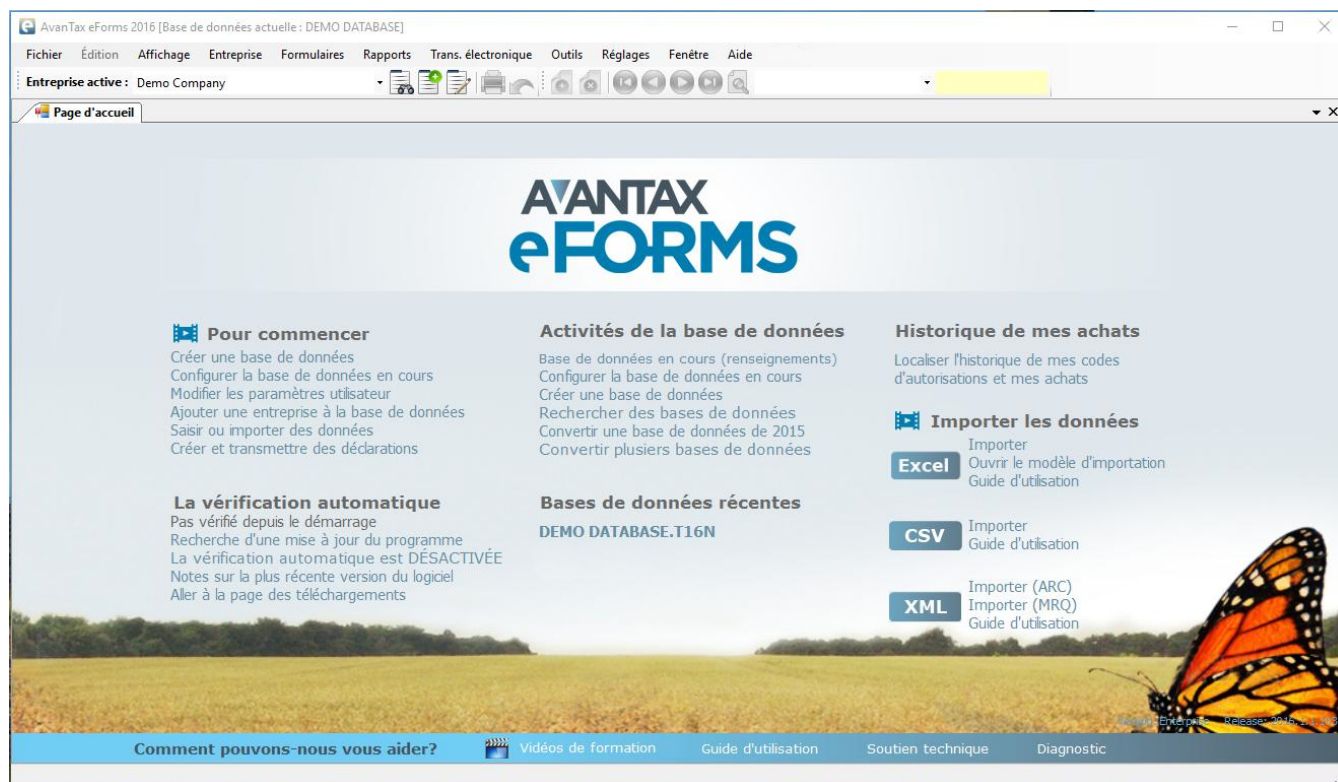 AvanTax eForms 2016 [Base de données actuelle : DEMO DATABASE]
Fichier Édition Affichage Entreprise Formulaires Rapports Trans. électronique Outils Réglages Fenêtre Aide
Entreprise active : Demo Company
Page d'accueil
AVANTAX
eFORMS
Pour commencer
Créer une base de données
Configurer la base de données en cours
Modifier les paramètres utilisateur
Ajouter une entreprise à la base de données
Saisir ou importer des données
Créer et transmettre des déclarations
La vérification automatique
Pas vérifié depuis le démarrage
Recherche d'une mise à jour du programme
La vérification automatique est DÉSACTIVÉE
Notes sur la plus récente version du logiciel
Aller à la page des téléchargements
Activités de la base de données
Base de données en cours (renseignements)
Configurer la base de données en cours
Créer une base de données
Rechercher des bases de données
Convertir une base de données de 2015
Convertir plusiers bases de données
Bases de données récentes
DEMO DATABASE.T16N
Historique de mes achats
Localiser l'historique de mes codes
d'autorisations et mes achats
Importer les données
Excel
Importer
Ouvrir le modèle d'importation
Guide d'utilisation
CSV
Importer
Guide d'utilisation
XML
Importer (ARC)
Importer (MRQ)
Guide d'utilisation
Enterprise Release:
Comment pouvons-nous vous aider? Vidéos de formation Guide d'utilisation Soutien technique Diagnostic